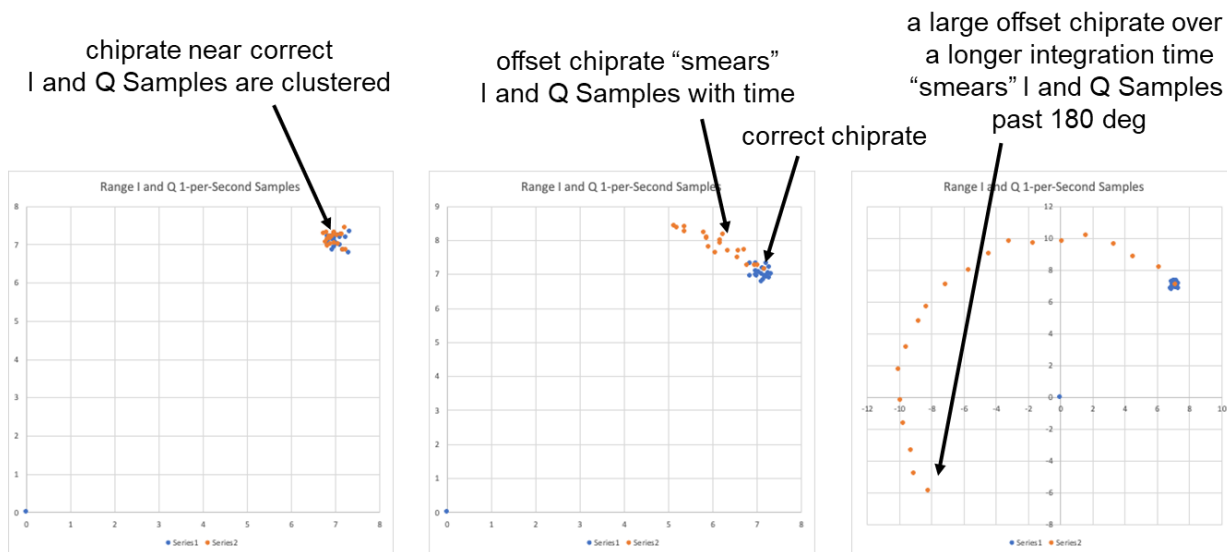 chiprate near correct
I and Q Samples are clustered
offset chiprate “smears”
I and Q Samples with time
correct chiprate
a large offset chiprate over
a longer integration time
“smears” I and Q Samples
past 180 deg
Range I and Q 1-per-Second Samples
8
7
6
5
4
3
2
1
0
0 1 2 3 4 5 6 7 8
Series1 Series2
Range I and Q 1-per-Second Samples
9
8
7
6
5
4
3
2
1
0
0 1 2 3 4 5 6 7 8
Series1 Series2
Range I and Q 1-per-Second Samples
12
10
8
6
4
2
0
-12 -10 -8 -6 -4 -2 0 2 4 6 8 10
-2
-4
-6
-8
Series1 Series2